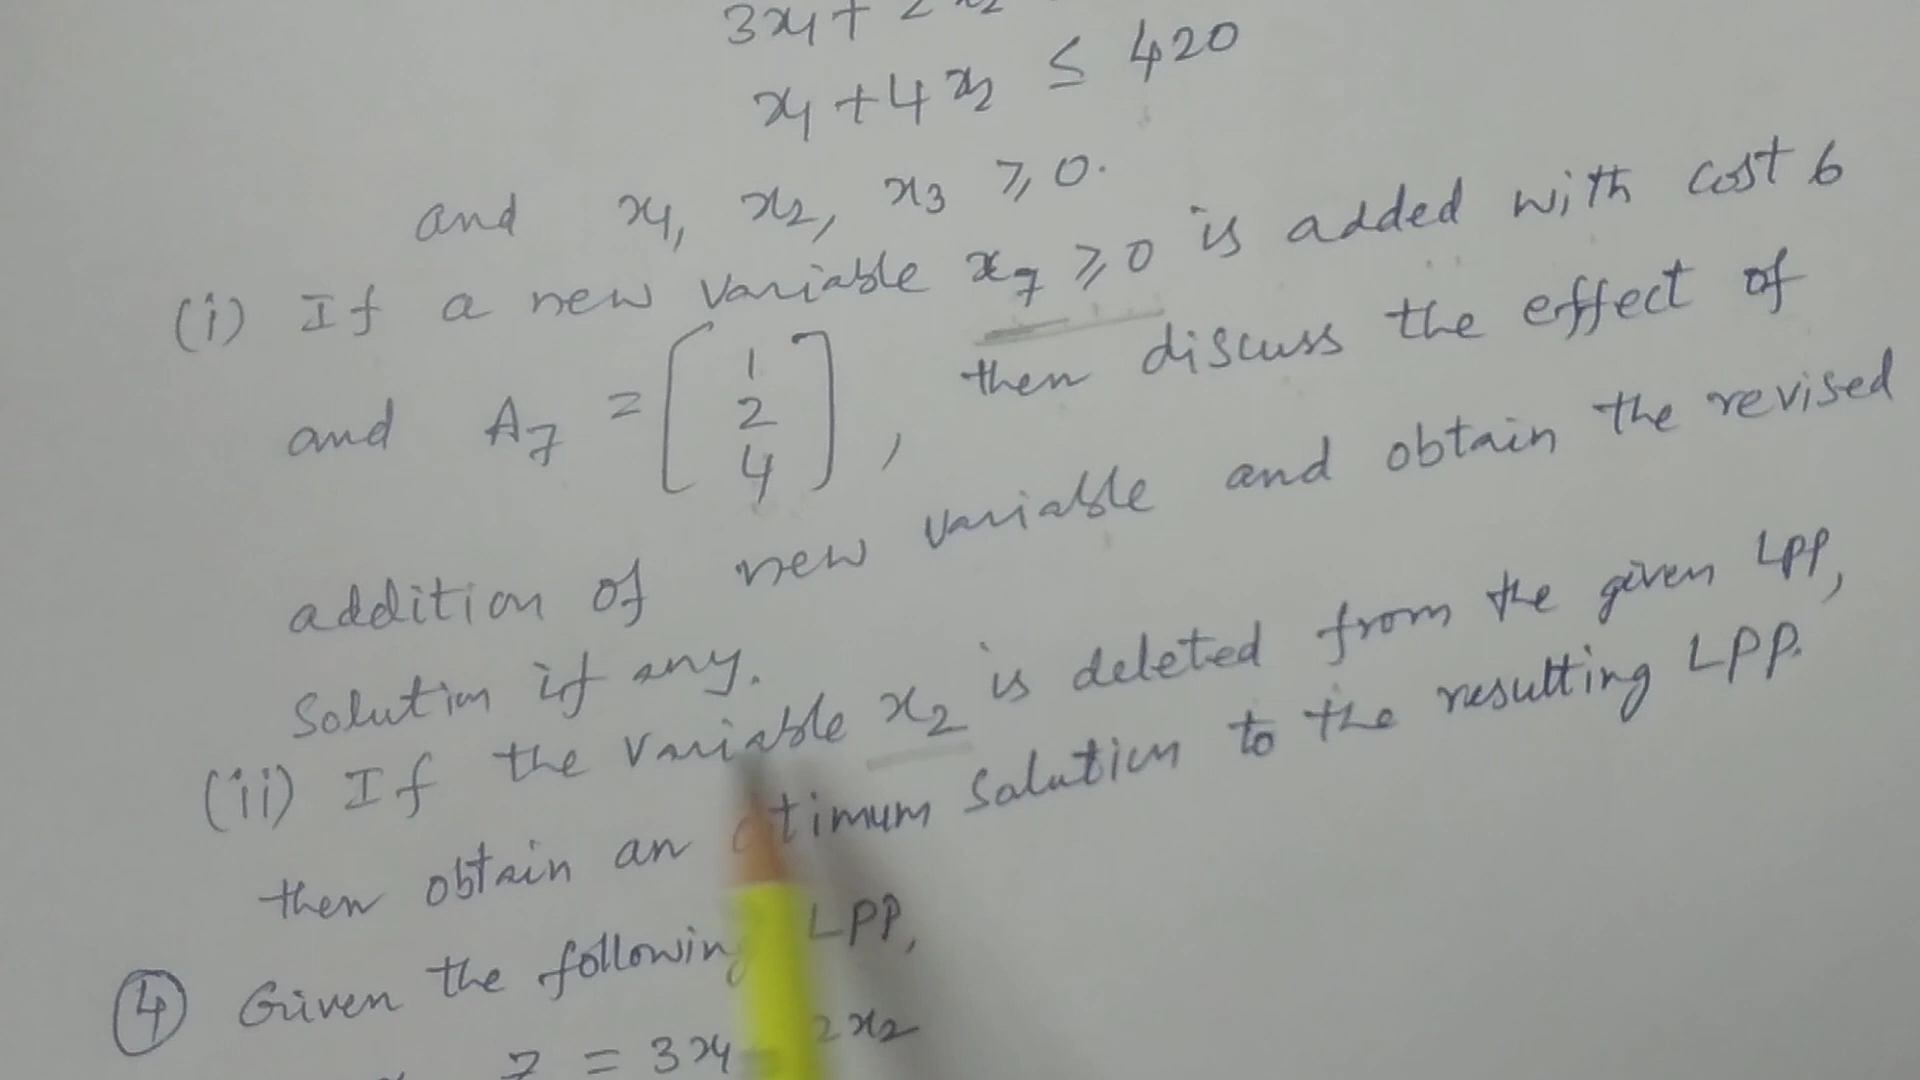 3x1 + 2x2
x1 + 4x2 ≤ 420
and x1, x2, x3 ≥ 0.
(i) If a new variable x7 ≥ 0 is added with cost 6
and A7 = [1 2 4], then discuss the effect of
addition of new variable and obtain the revised
solution if any.
(ii) If the variable x2 is deleted from the given LPP,
then obtain an optimum solution to the resulting LPP.
④ Given the following LPP,
Z = 3x1 2x2